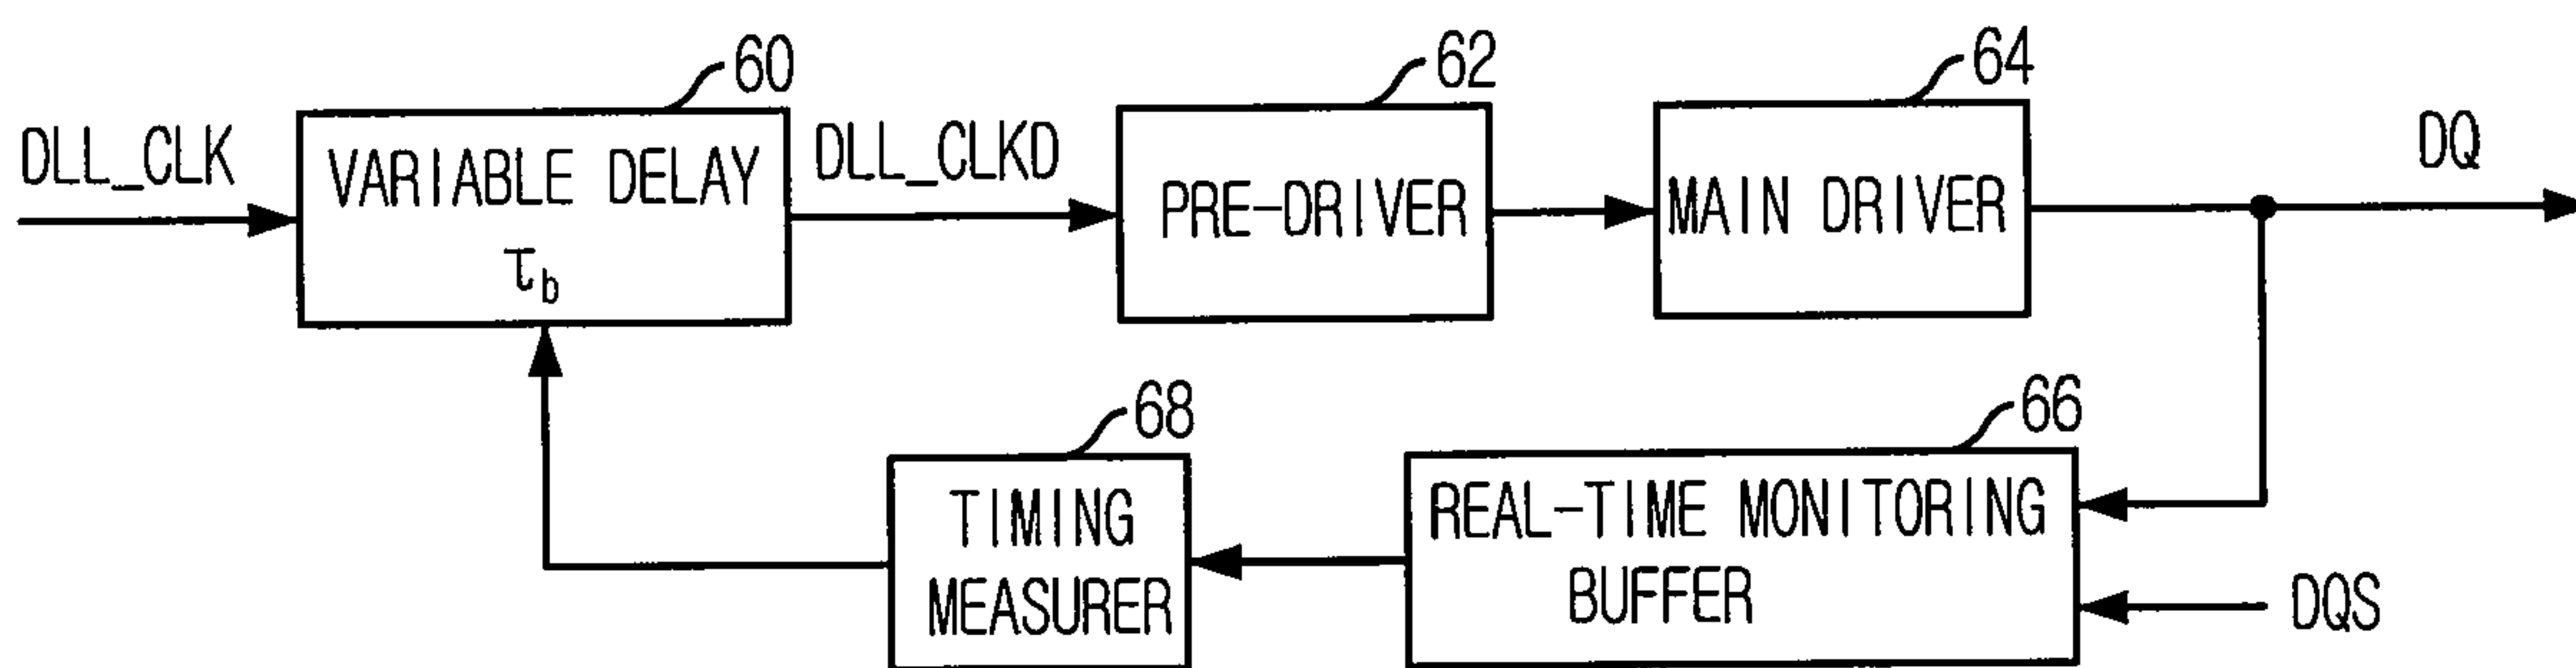 60
62
64
DLL_CLK
VARIABLE DELAY
τb
DLL_CLKD
PRE-DRIVER
MAIN DRIVER
DQ
68
66
TIMING
MEASURER
REAL-TIME MONITORING
BUFFER
DQS